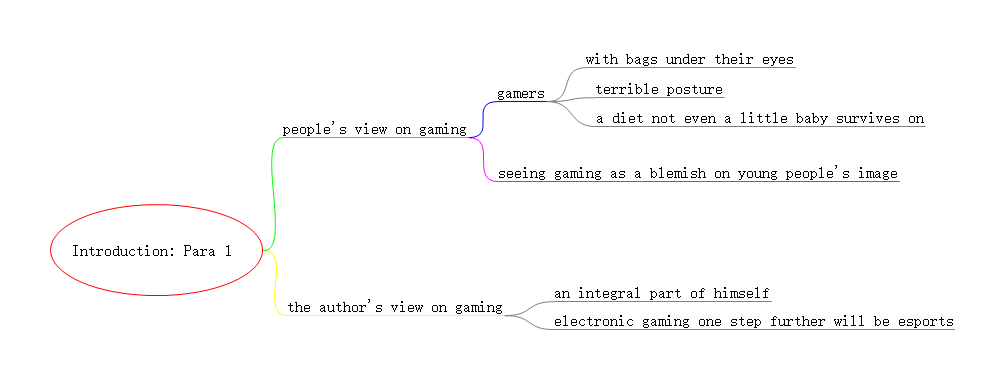 Introduction: Para 1
people's view on gaming
gamers
with bags under their eyes
terrible posture
a diet not even a little baby survives on
seeing gaming as a blemish on young people's image
the author's view on gaming
an integral part of himself
electronic gaming one step further will be esports